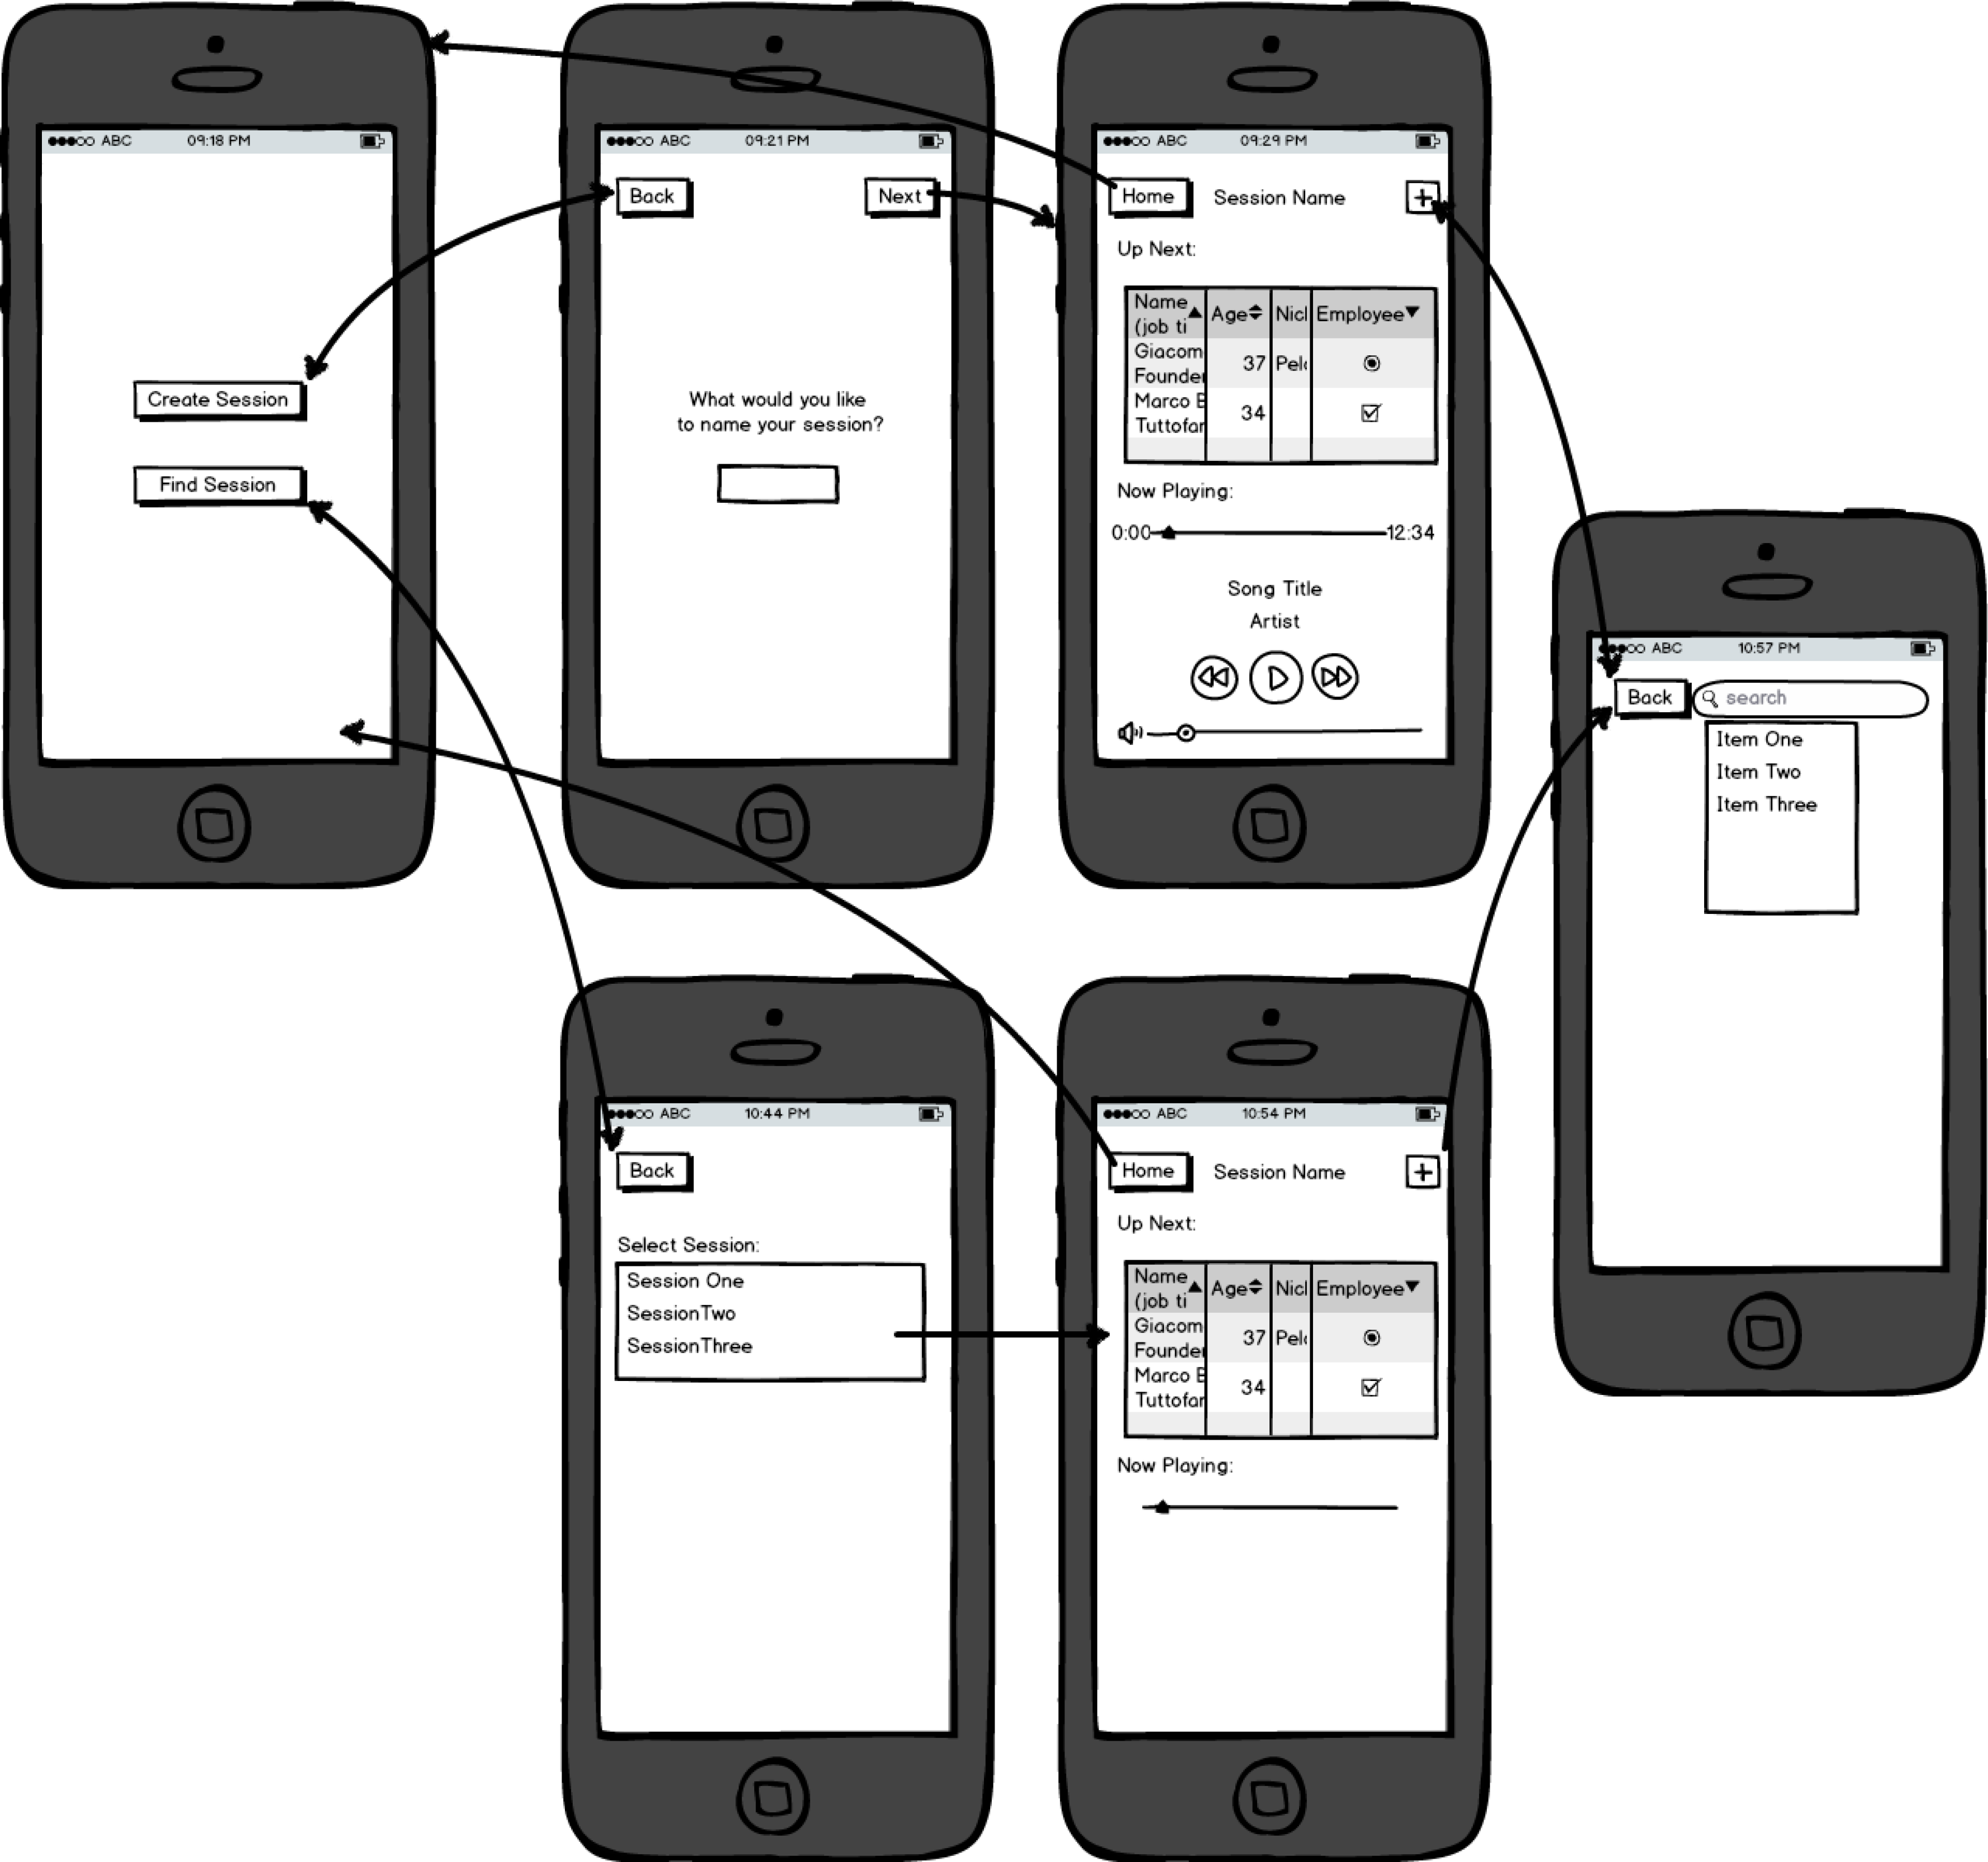 ABC 09:18 PM
Create Session
Find Session
ABC 09:21 PM
Back Next
What would you like
to name your session?
ABC 09:29 PM
Home Session Name +
Up Next:
Name
(job ti Age Nicl Employee
Giacom
Founder 37 Pelo
Marco B
Tuttofar 34
Now Playing:
0:00 12:34
Song Title
Artist
ABC 10:57 PM
Back search
Item One
Item Two
Item Three
ABC 10:44 PM
Back
Select Session:
Session One
SessionTwo
SessionThree
ABC 10:54 PM
Home Session Name +
Up Next:
Name
(job ti Age Nicl Employee
Giacom
Founder 37 Pelo
Marco B
Tuttofar 34
Now Playing: